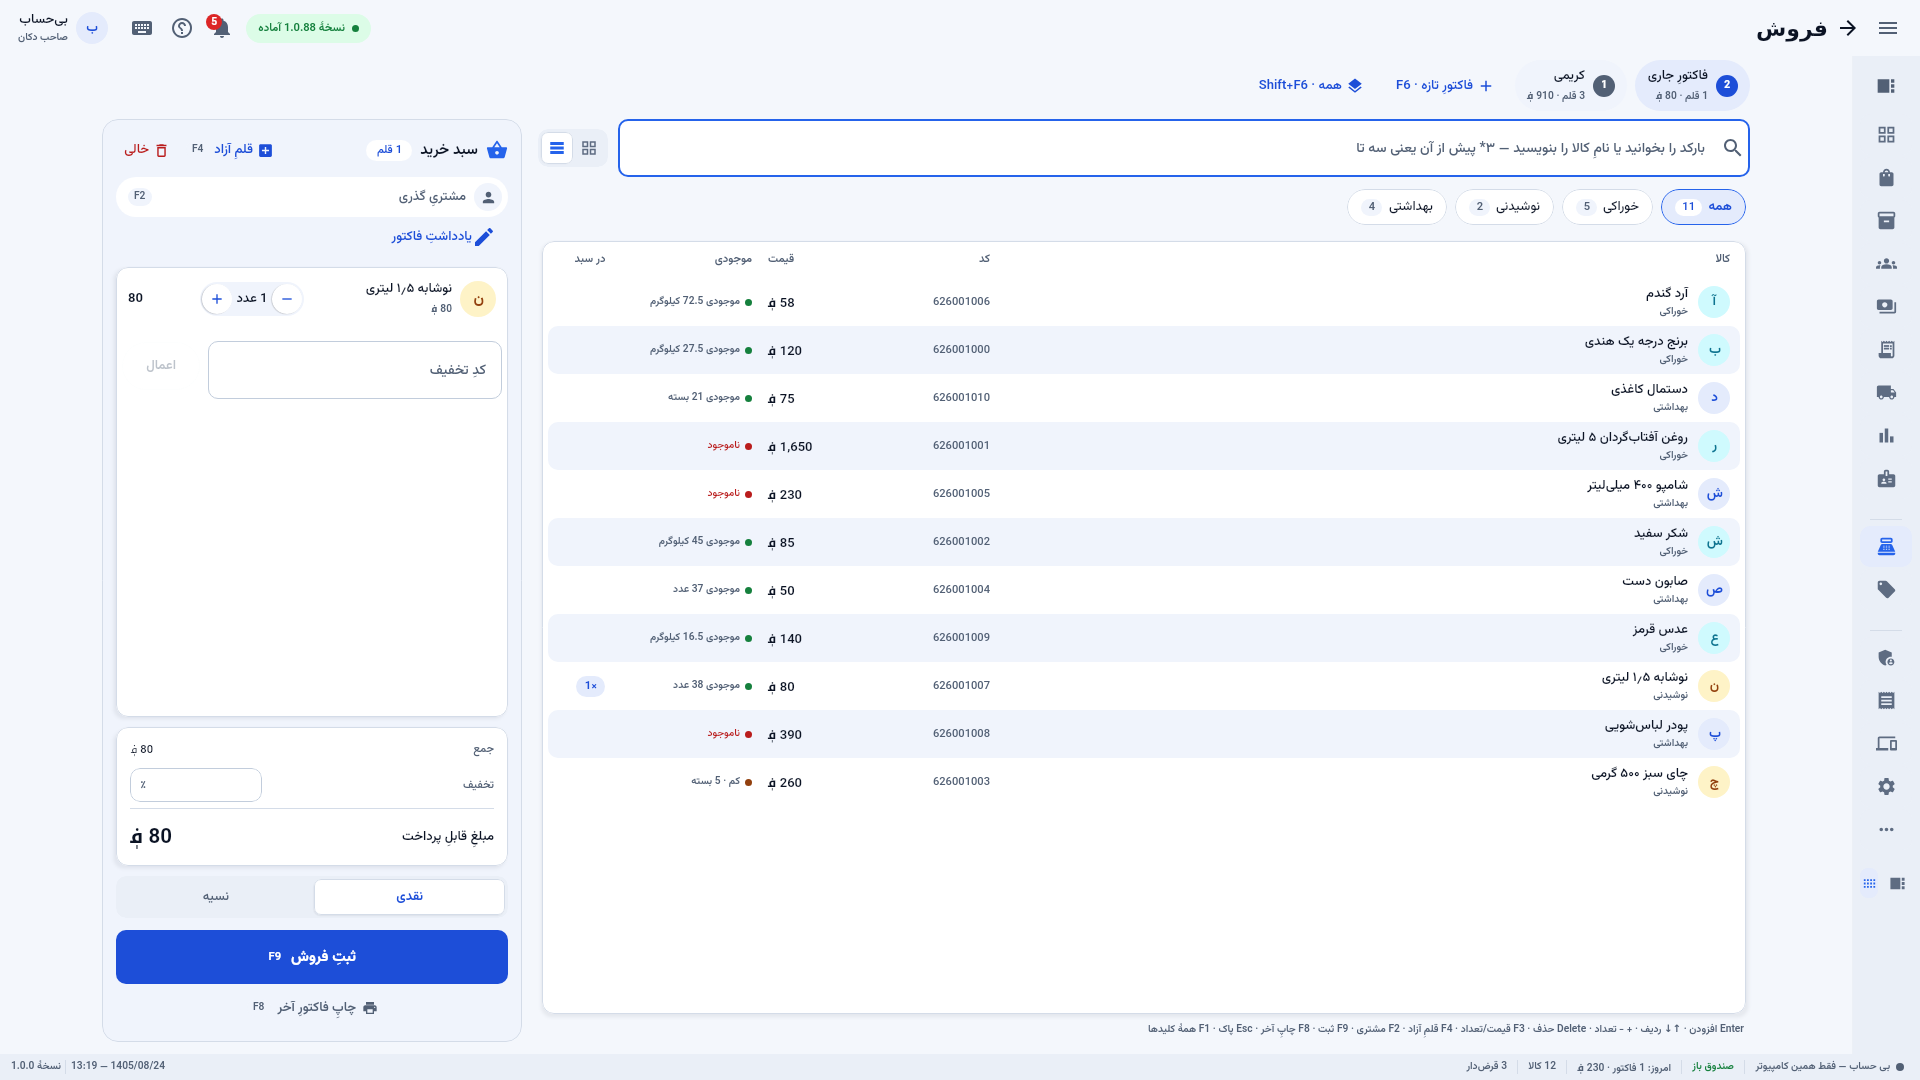 فروش
نسخهٔ 1.0.88 آماده
5
ب
بی‌حساب
صاحب دکان
2
فاکتورِ جاری
1 قلم · 80 ؋
1
کریمی
3 قلم · 910 ؋
فاکتورِ تازه · F6
همه · Shift+F6
بارکد را بخوانید یا نامِ کالا را بنویسید — ۳* پیش از آن یعنی سه تا
همه 11
خوراکی 5
نوشیدنی 2
بهداشتی 4
کالا کد قیمت موجودی در سبد
آ آرد گندم 626001006 58 ؋ موجودی 72.5 کیلوگرم
خوراکی
ب برنج درجه یک هندی 626001000 120 ؋ موجودی 27.5 کیلوگرم
خوراکی
د دستمال کاغذی 626001010 75 ؋ موجودی 21 بسته
بهداشتی
ر روغن آفتاب‌گردان ۵ لیتری 626001001 1,650 ؋ ناموجود
خوراکی
ش شامپو ۴۰۰ میلی‌لیتر 626001005 230 ؋ ناموجود
بهداشتی
ش شکر سفید 626001002 85 ؋ موجودی 45 کیلوگرم
خوراکی
ص صابون دست 626001004 50 ؋ موجودی 37 عدد
بهداشتی
ع عدس قرمز 626001009 140 ؋ موجودی 16.5 کیلوگرم
خوراکی
ن نوشابه ۱٫۵ لیتری 626001007 80 ؋ موجودی 38 عدد ×1
نوشیدنی
پ پودر لباس‌شویی 626001008 390 ؋ ناموجود
بهداشتی
چ چای سبز ۵۰۰ گرمی 626001003 260 ؋ کم · 5 بسته
نوشیدنی
Enter افزودن · ↑ ↓ ردیف · + − تعداد · Delete حذف · F3 قیمت/تعداد · F4 قلمِ آزاد · F2 مشتری · F9 ثبت · F8 چاپِ آخر · Esc پاک · F1 همهٔ کلیدها
سبد خرید
1 قلم
قلمِ آزاد F4
خالی
مشتریِ گذری F2
یادداشتِ فاکتور
ن نوشابه ۱٫۵ لیتری
80 ؋
− 1 عدد +
80
کدِ تخفیف
اعمال
جمع 80 ؋
تخفیف ٪
مبلغِ قابلِ پرداخت 80 ؋
نقدی
نسیه
ثبتِ فروش F9
چاپِ فاکتورِ آخر F8
بی حساب — فقط همین کامپیوتر
صندوق باز
امروز: 1 فاکتور · 230 ؋
12 کالا
3 قرض‌دار
1405/08/24 — 13:19
نسخهٔ 1.0.0